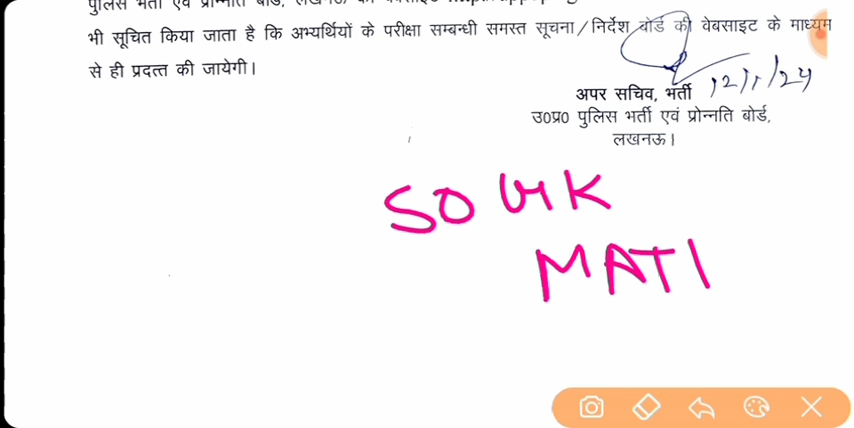 भी सूचित किया जाता है कि अभ्यर्थियों के परीक्षा सम्बन्धी समस्त सूचना/निर्देश बोर्ड की वेबसाइट के माध्यम
से ही प्रदत्त की जायेगी।
12/1/24
अपर सचिव, भर्ती
उ0प्र0 पुलिस भर्ती एवं प्रोन्नति बोर्ड,
लखनऊ।
MATI